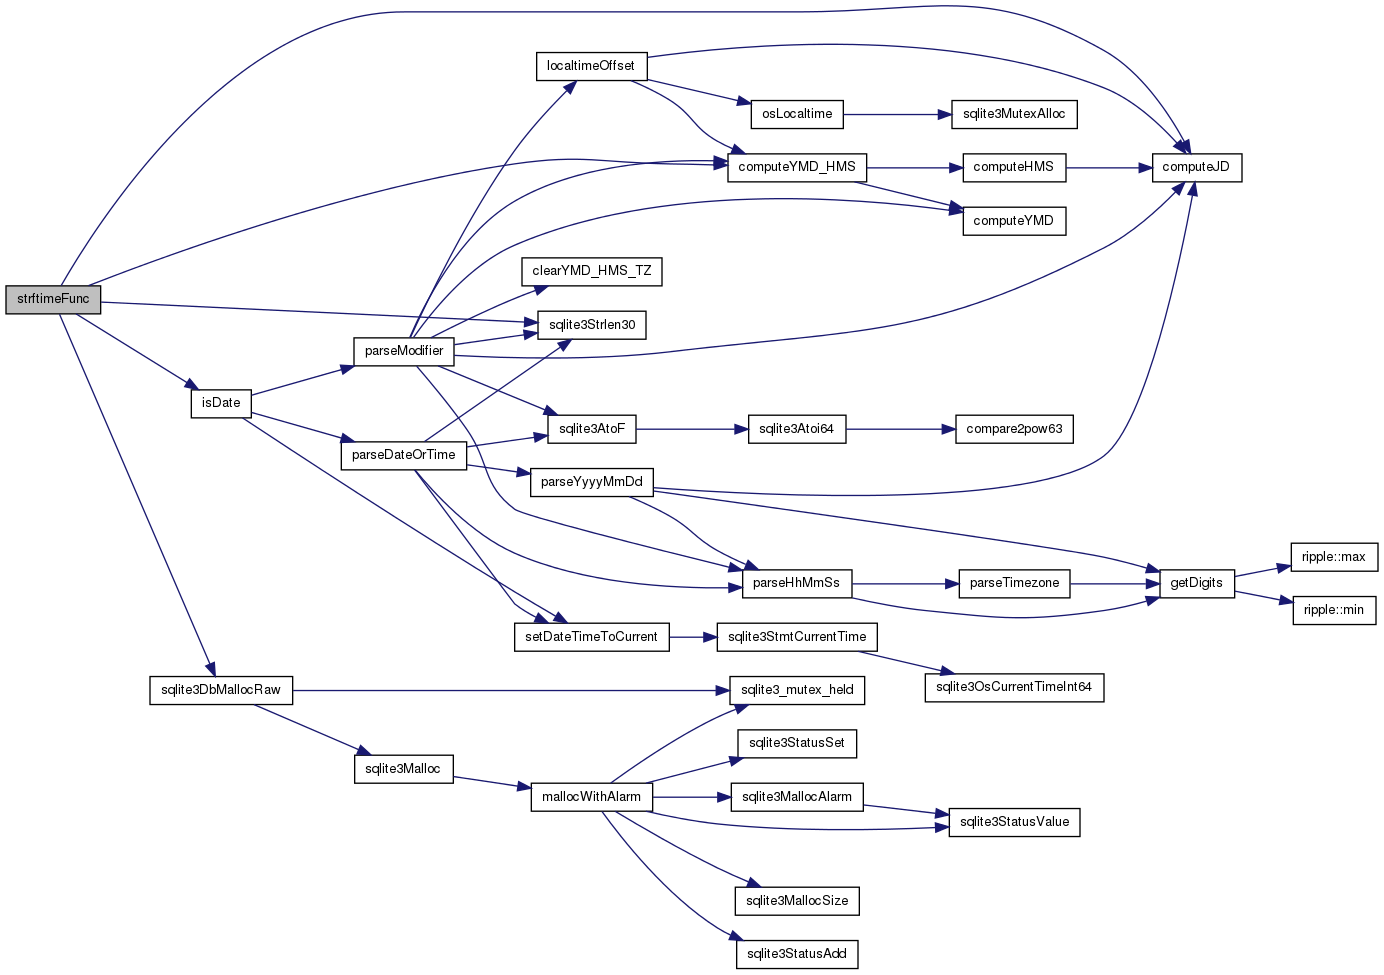 localtimeOffset
osLocaltime
sqlite3MutexAlloc
computeYMD_HMS
computeHMS
computeJD
computeYMD
clearYMD_HMS_TZ
strftimeFunc
sqlite3Strlen30
parseModifier
isDate
sqlite3AtoF
sqlite3Atoi64
compare2pow63
parseDateOrTime
parseYyyyMmDd
ripple::max
parseHhMmSs
parseTimezone
getDigits
ripple::min
setDateTimeToCurrent
sqlite3StmtCurrentTime
sqlite3OsCurrentTimeInt64
sqlite3DbMallocRaw
sqlite3_mutex_held
sqlite3StatusSet
sqlite3Malloc
mallocWithAlarm
sqlite3MallocAlarm
sqlite3StatusValue
sqlite3MallocSize
sqlite3StatusAdd